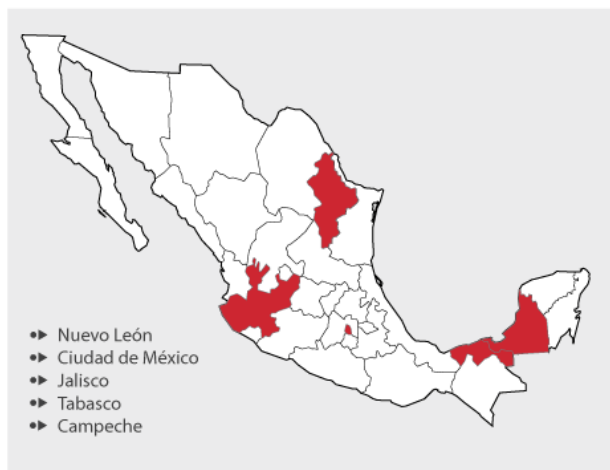 Nuevo León
Ciudad de México
Jalisco
Tabasco
Campeche